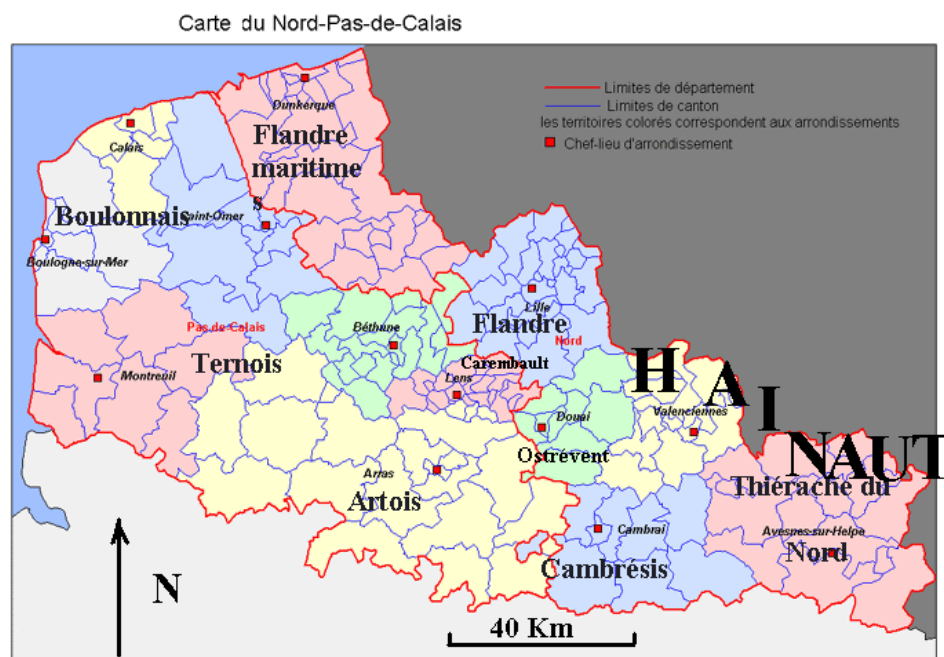 Carte du Nord-Pas-de-Calais
Limites de département
Limites de canton
les territoires colorés correspondent aux arrondissements
Chef-lieu d'arrondissement
Dunkerque
Flandre
maritime
s
Calais
Boulonnais
Saint-Omer
Boulogne-sur-Mer
Lille
Flandre
Nord
Pas-de-Calais
Béthune
Ternois
Carembault
Montreuil
Lens
HAINAUT
Valenciennes
Douai
Ostrévent
Arras
Artois
Thiérache du
Nord
Avesnes-sur-Helpe
Cambrai
Cambrésis
N
40 Km